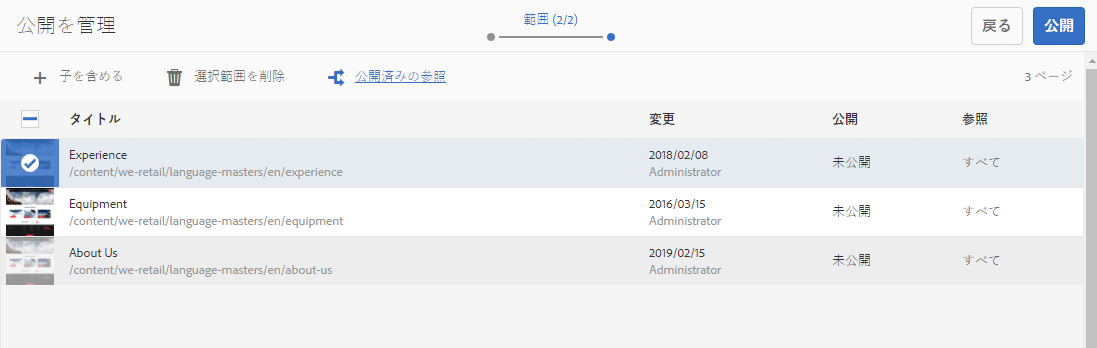 公開を管理
範囲 (2/2)
戻る
公開
子を含める
選択範囲を削除
公開済みの参照
3 ページ
タイトル
変更
公開
参照
Experience
2018/02/08
/content/we-retail/language-masters/en/experience
Administrator
未公開
すべて
Equipment
2016/03/15
/content/we-retail/language-masters/en/equipment
Administrator
未公開
すべて
About Us
2019/02/15
/content/we-retail/language-masters/en/about-us
Administrator
未公開
すべて